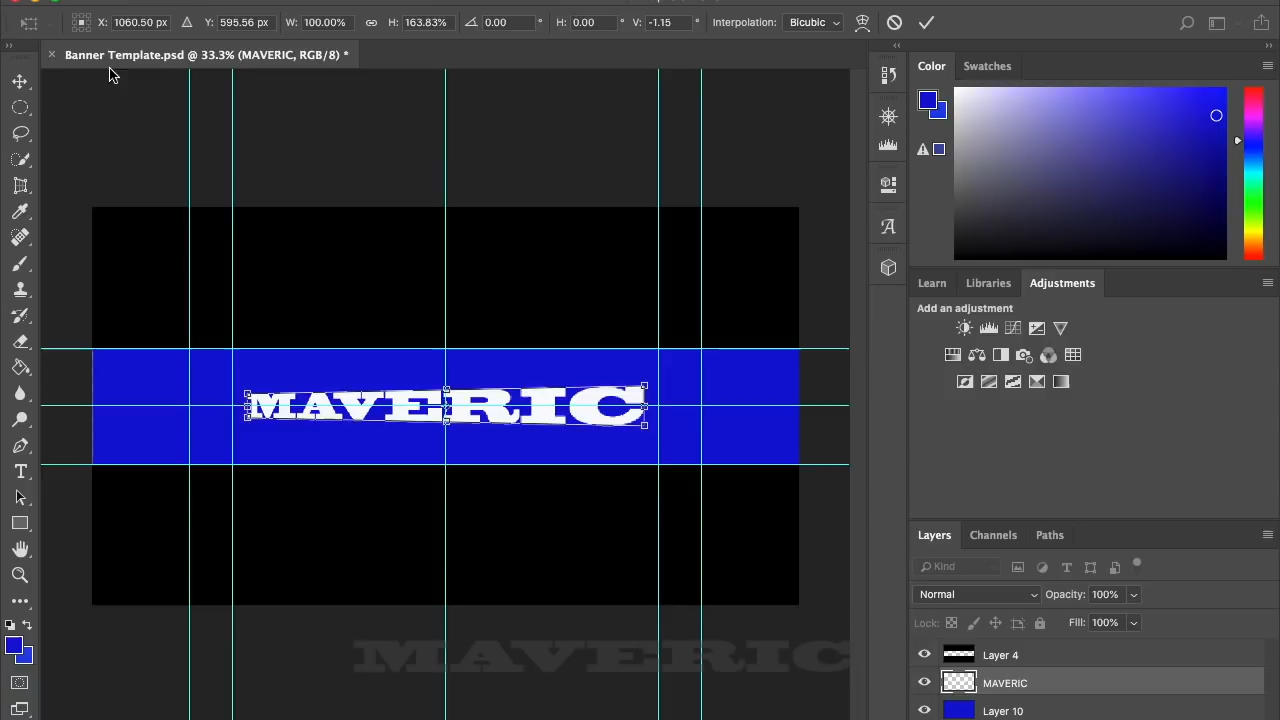 X: 1060.50 px Y: 595.56 px W: 100.00% H: 163.83% 0.00 ° H: 0.00 ° V: -1.15 ° Interpolation: Bicubic
× Banner Template.psd @ 33.3% (MAVERIC, RGB/8) *
Color Swatches
Learn Libraries Adjustments
Add an adjustment
MAVERIC
Layers Channels Paths
Kind
Normal Opacity: 100%
Lock: Fill: 100%
Layer 4
MAVERIC
MAVERIC
Layer 10